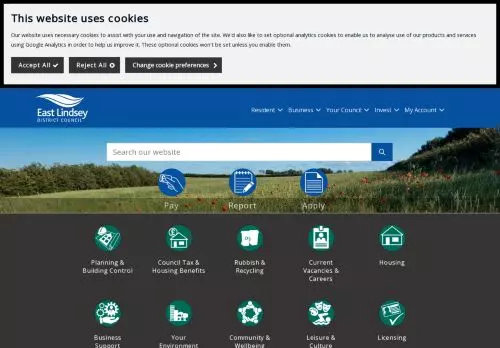 This website uses cookies
Our website uses necessary cookies to assist with your use and navigation of the site. We'd also like to set optional analytics cookies to enable us to analyse use of our products and services
using Google Analytics in order to help us improve it. These optional cookies won't be set unless you enable them.
Accept All
Reject All
Change cookie preferences
East Lindsey
DISTRICT COUNCIL
Resident
Business
Your Council
Invest
My Account
Search our website
Pay
Report
Apply
Planning &
Building Control
Council Tax &
Housing Benefits
Rubbish &
Recycling
Current
Vacancies &
Careers
Housing
Business
Support
Your
Environment
Community &
Wellbeing
Leisure &
Culture
Licensing